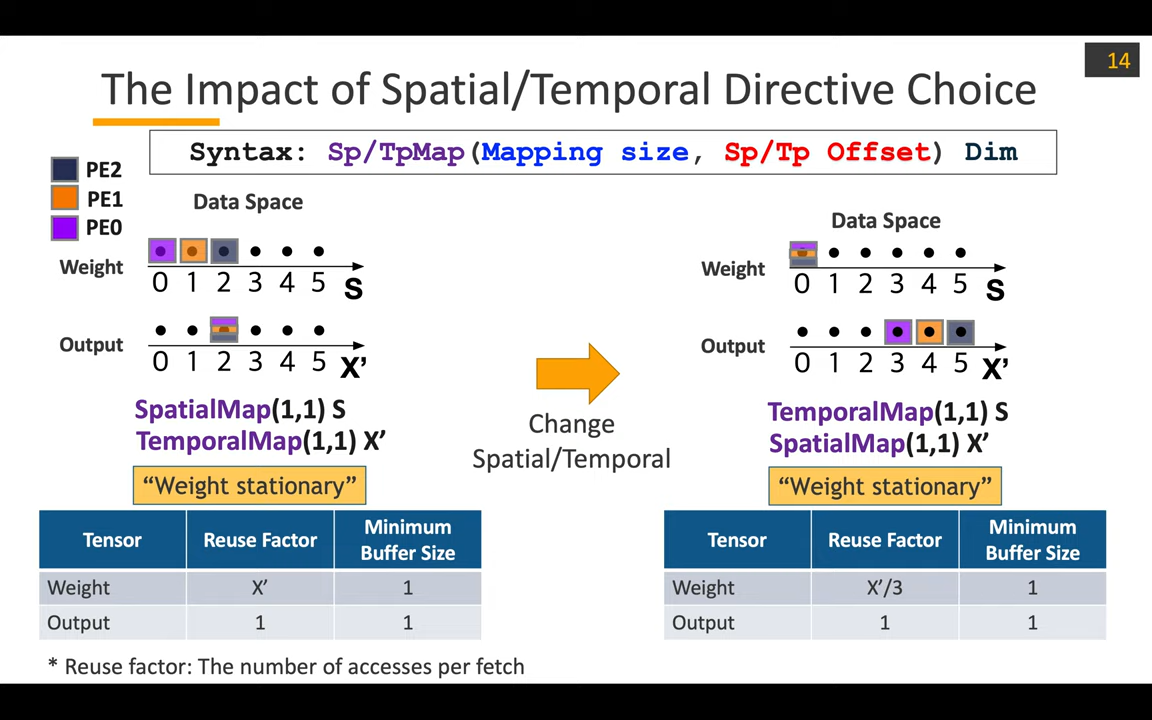 14
The Impact of Spatial/Temporal Directive Choice
Syntax: Sp/TpMap(Mapping size, Sp/Tp Offset) Dim
PE2
PE1
PE0
Data Space
Weight
0 1 2 3 4 5 S
Output
0 1 2 3 4 5 X’
SpatialMap(1,1) S
TemporalMap(1,1) X’
“Weight stationary”
Tensor Reuse Factor Minimum Buffer Size
Weight X’ 1
Output 1 1
* Reuse factor: The number of accesses per fetch
Change
Spatial/Temporal
Data Space
Weight
0 1 2 3 4 5 S
Output
0 1 2 3 4 5 X’
TemporalMap(1,1) S
SpatialMap(1,1) X’
“Weight stationary”
Tensor Reuse Factor Minimum Buffer Size
Weight X’/3 1
Output 1 1